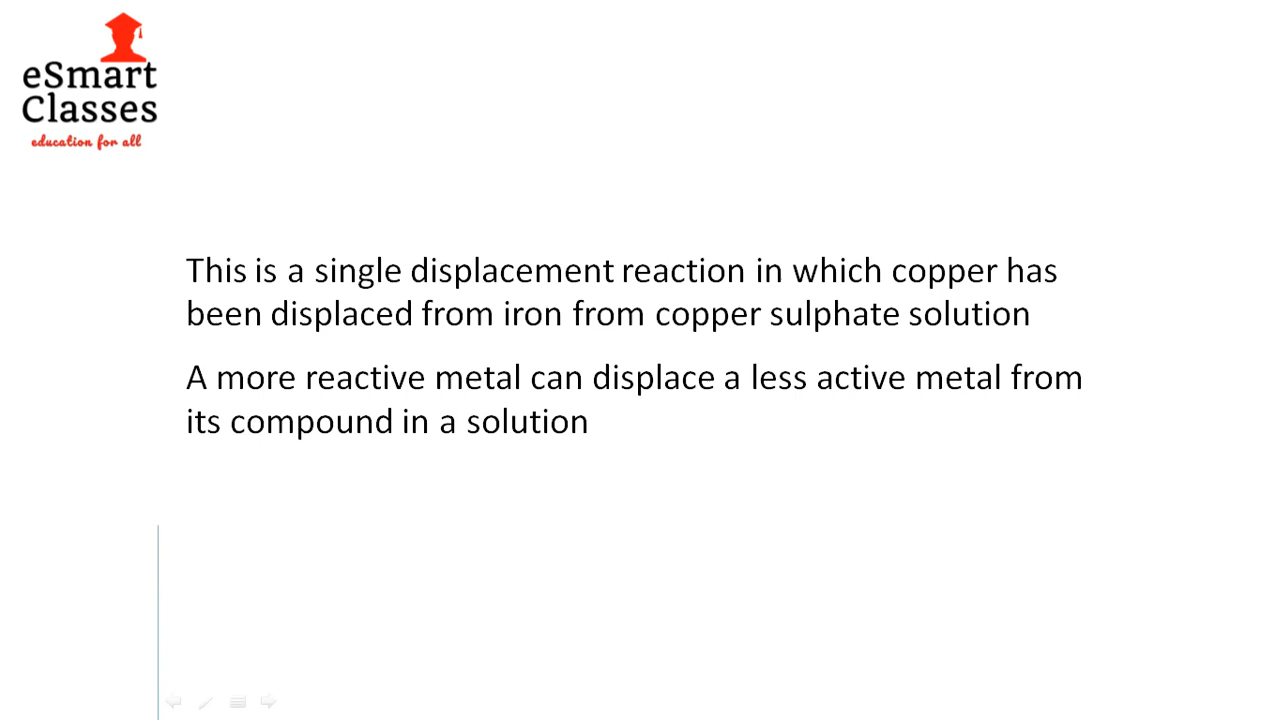 eSmart
Classes
education for all
This is a single displacement reaction in which copper has
been displaced from iron from copper sulphate solution
A more reactive metal can displace a less active metal from
its compound in a solution